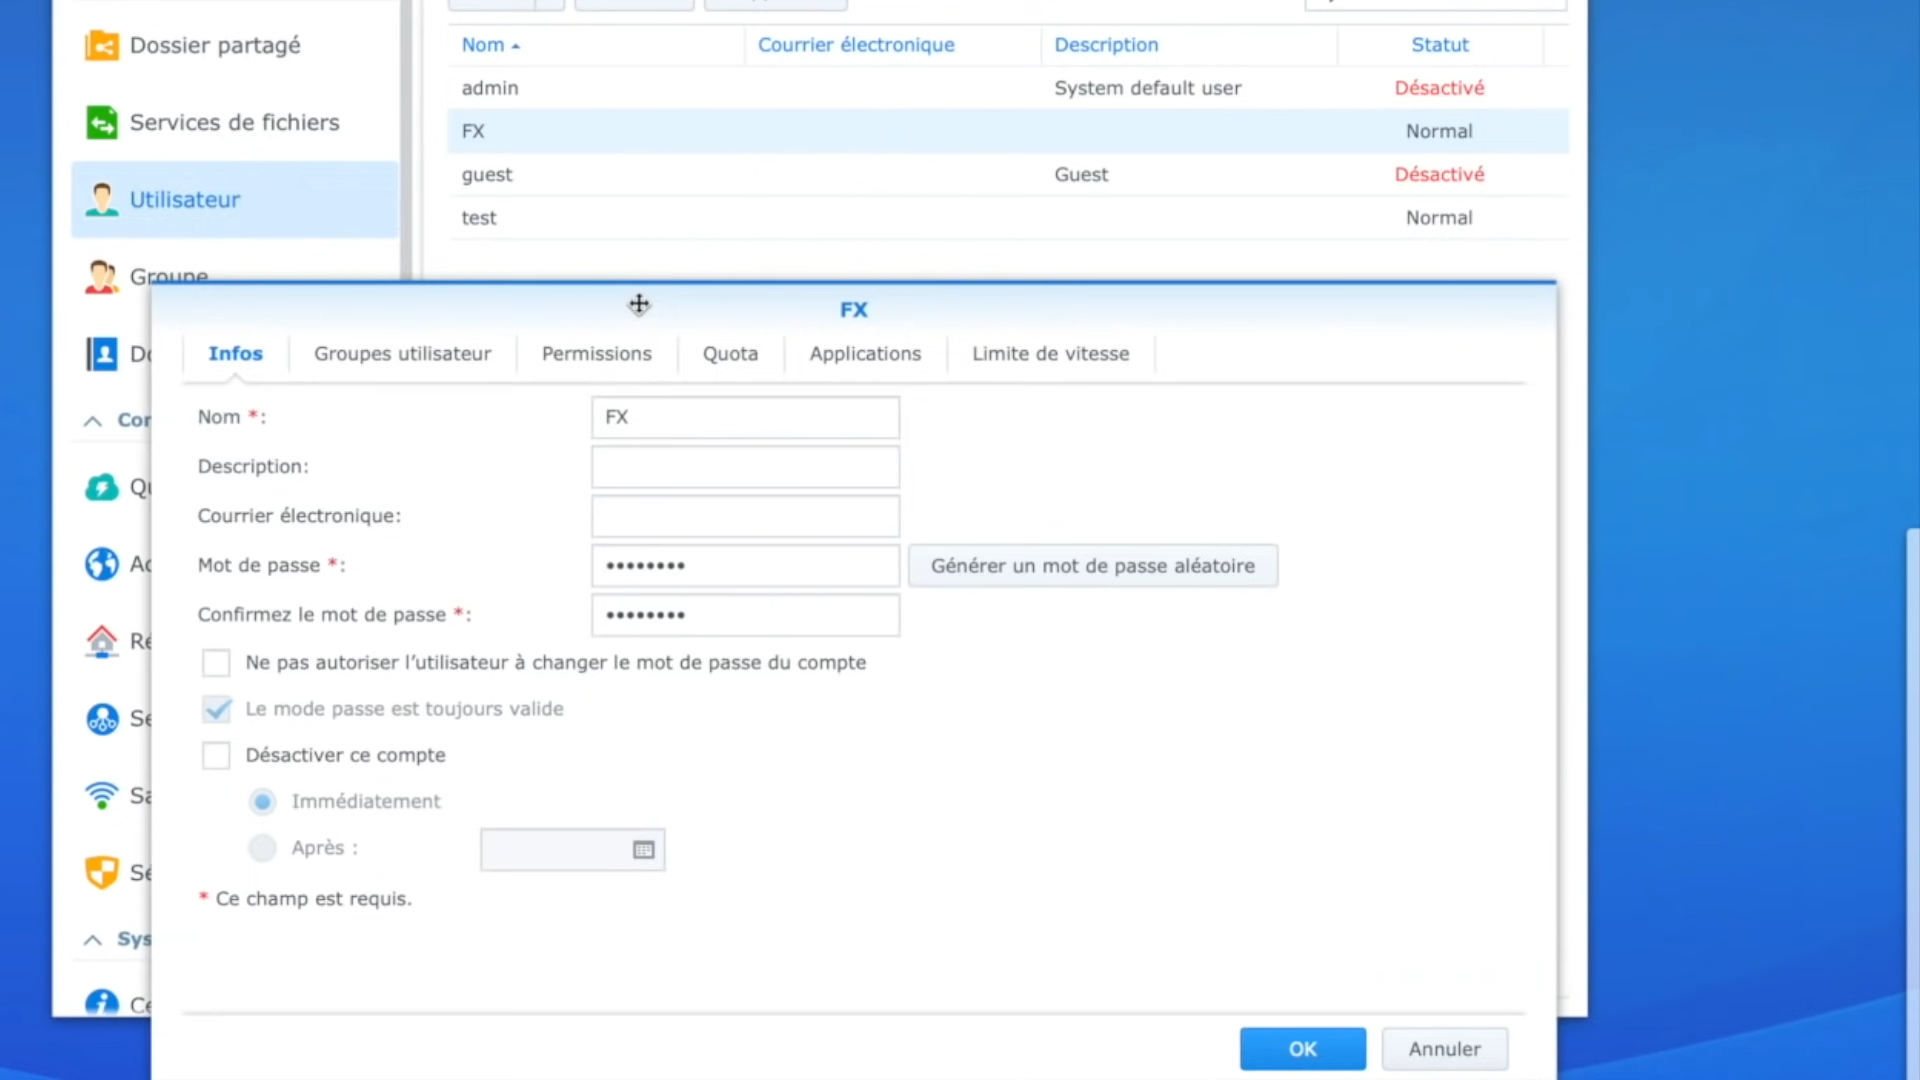 Dossier partagé
Services de fichiers
Utilisateur
Groupe
Nom Courrier électronique Description Statut
admin System default user Désactivé
FX Normal
guest Guest Désactivé
test Normal
FX
Infos Groupes utilisateur Permissions Quota Applications Limite de vitesse
Nom *: FX
Description:
Courrier électronique:
Mot de passe *: •••••••• Générer un mot de passe aléatoire
Confirmez le mot de passe *: ••••••••
Ne pas autoriser l'utilisateur à changer le mot de passe du compte
Le mode passe est toujours valide
Désactiver ce compte
Immédiatement
Après :
* Ce champ est requis.
OK Annuler